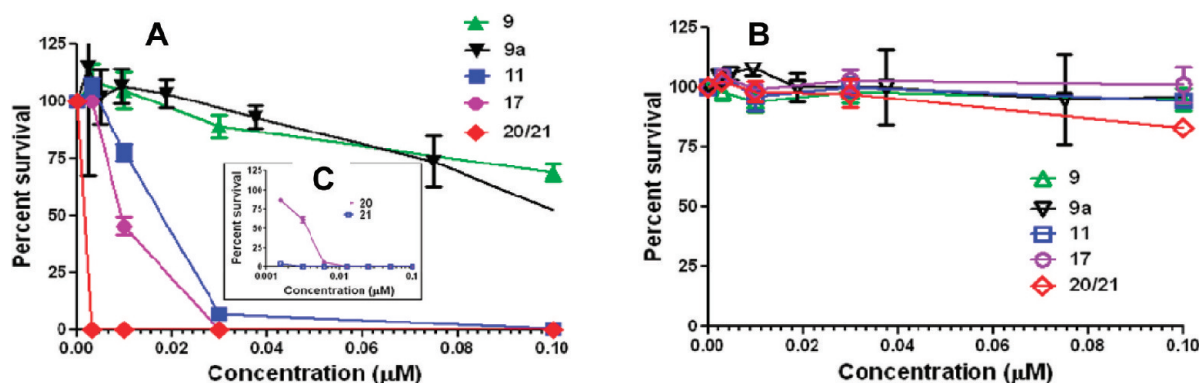 A
125
100
75
50
25
0
Percent survival
0.00 0.02 0.04 0.06 0.08 0.10
Concentration (µM)
9
9a
11
17
20/21
C
125
100
75
50
25
0
Percent survival
0.001 0.01 0.1
Concentration (µM)
20
21
B
125
100
75
50
25
0
Percent survival
0.00 0.02 0.04 0.06 0.08 0.10
Concentration (µM)
9
9a
11
17
20/21